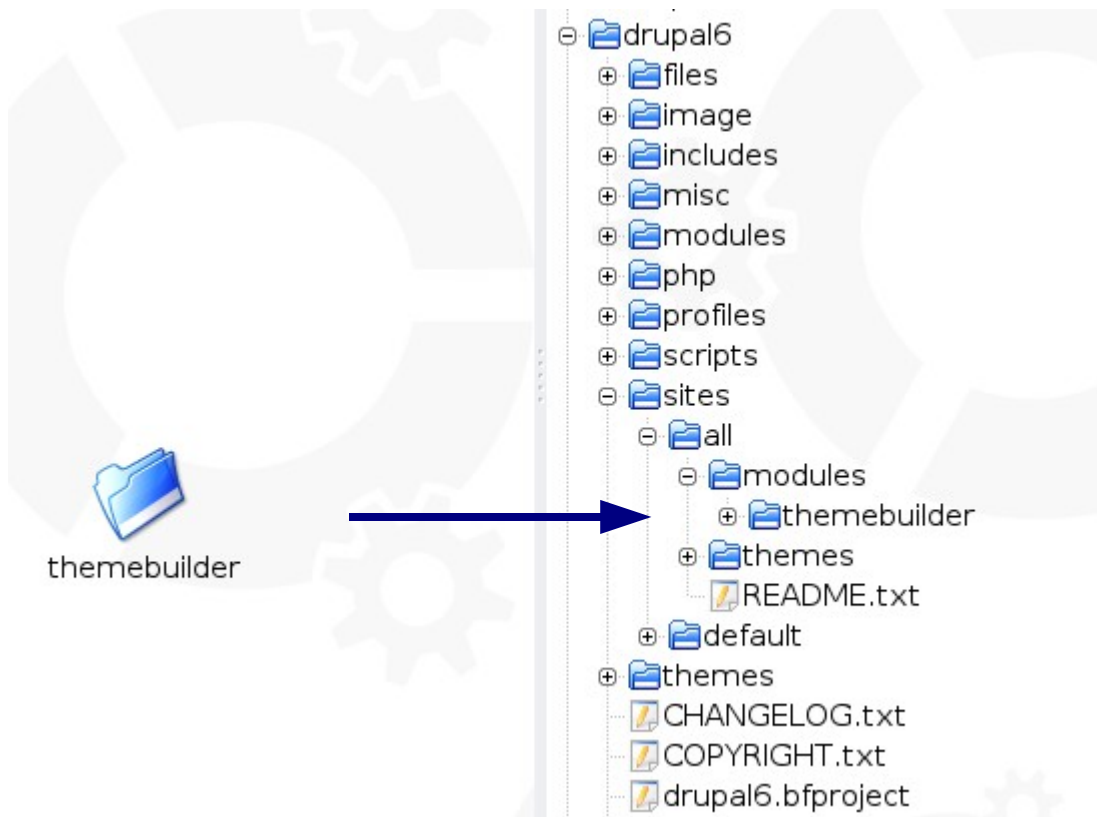 drupal6
files
image
includes
misc
modules
php
profiles
scripts
sites
all
modules
themebuilder
themes
README.txt
default
themes
CHANGELOG.txt
COPYRIGHT.txt
drupal6.bfproject
themebuilder